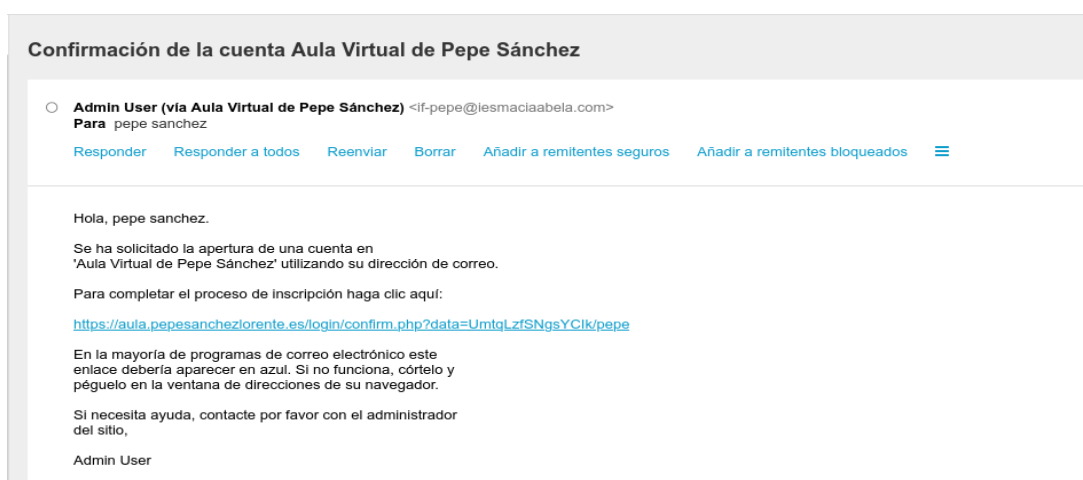 Confirmación de la cuenta Aula Virtual de Pepe Sánchez
Admin User (vía Aula Virtual de Pepe Sánchez) <if-pepe@iesmaciaabela.com>
Para pepe sanchez
Responder Responder a todos Reenviar Borrar Añadir a remitentes seguros Añadir a remitentes bloqueados
Hola, pepe sanchez.
Se ha solicitado la apertura de una cuenta en
'Aula Virtual de Pepe Sánchez' utilizando su dirección de correo.
Para completar el proceso de inscripción haga clic aquí:
https://aula.pepesanchezlorente.es/login/confirm.php?data=UmtqLzfSNgsYCIk/pepe
En la mayoría de programas de correo electrónico este
enlace debería aparecer en azul. Si no funciona, córtelo y
péguelo en la ventana de direcciones de su navegador.
Si necesita ayuda, contacte por favor con el administrador
del sitio,
Admin User